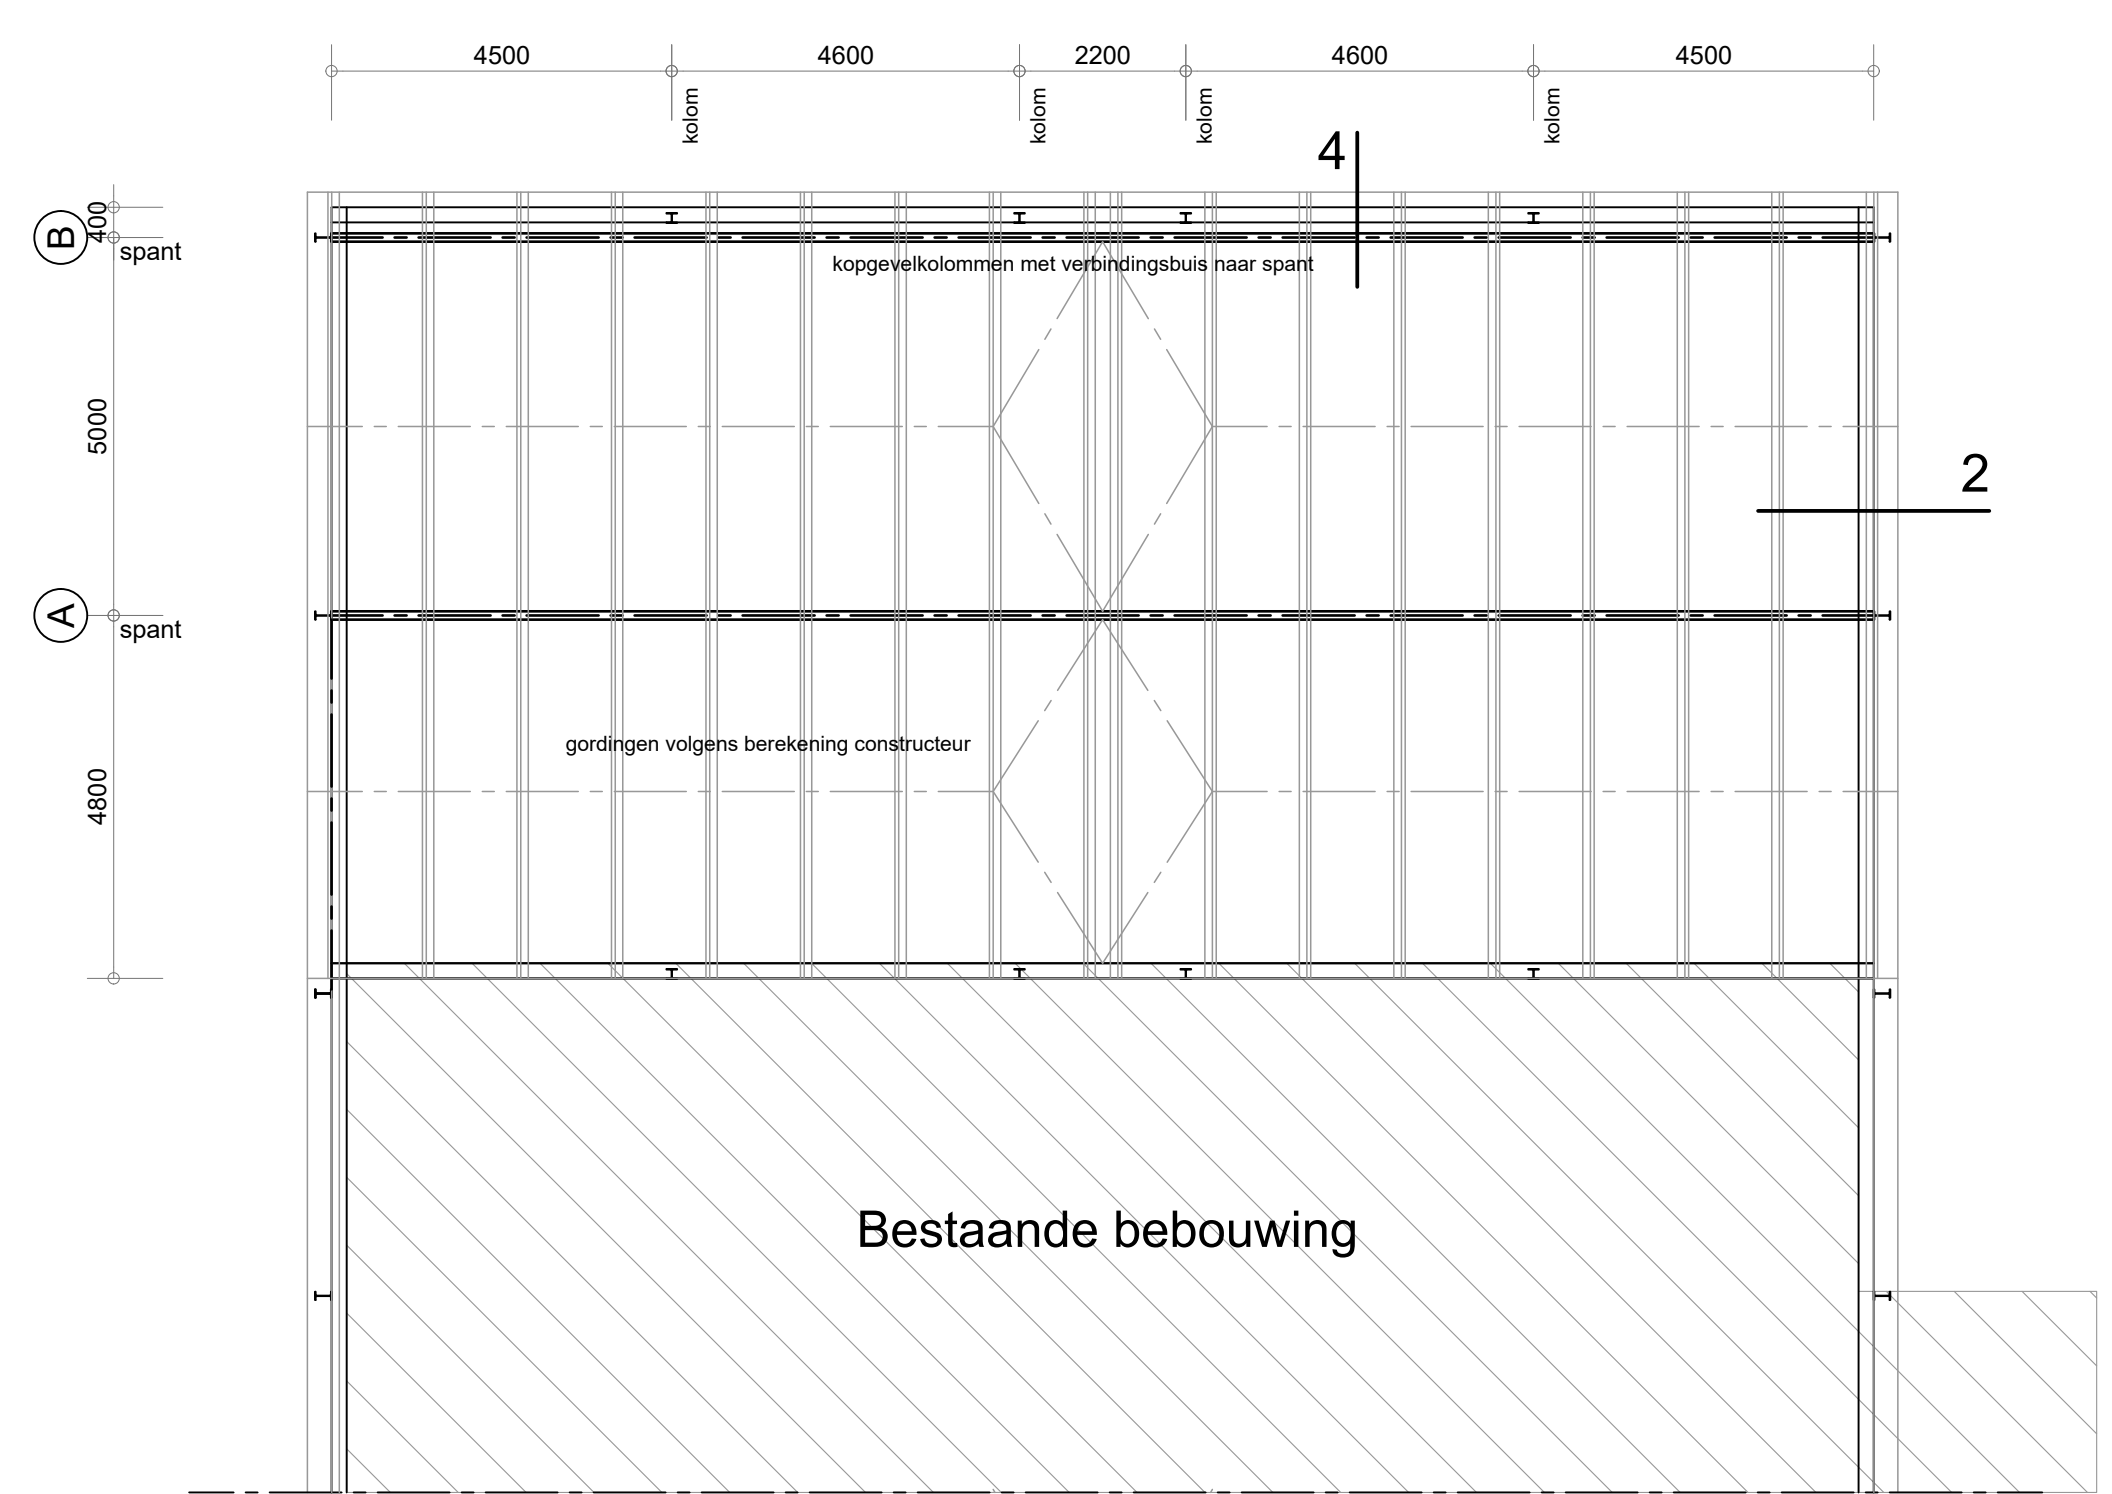 4500
4600
2200
4600
4500
kolom
kolom
kolom
kolom
4
400
B
spant
kopgevelkolommen met verbindingsbuis naar spant
5000
2
A
spant
gordingen volgens berekening constructeur
4800
Bestaande bebouwing